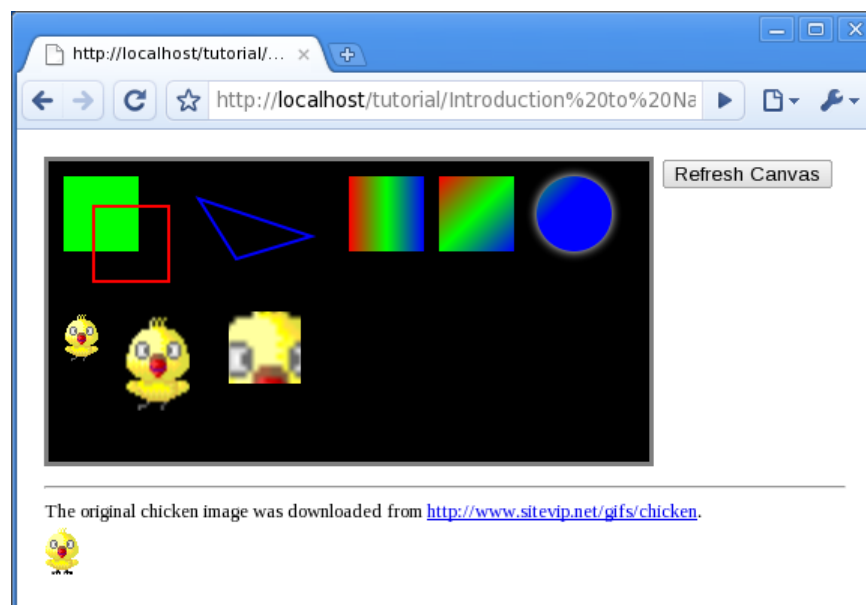 http://localhost/tutorial/...
http://localhost/tutorial/Introduction%20to%20Na
Refresh Canvas
The original chicken image was downloaded from http://www.sitevip.net/gifs/chicken.